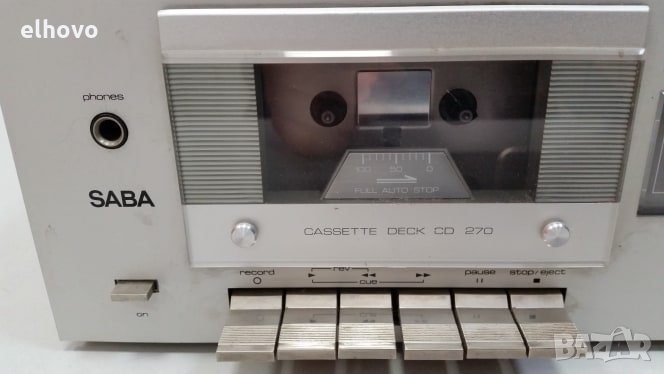 elhovo
phones
SABA
100 50 0
FULL AUTO STOP
CASSETTE DECK CD 270
record rev cue pause stop/eject
on
BAZAR